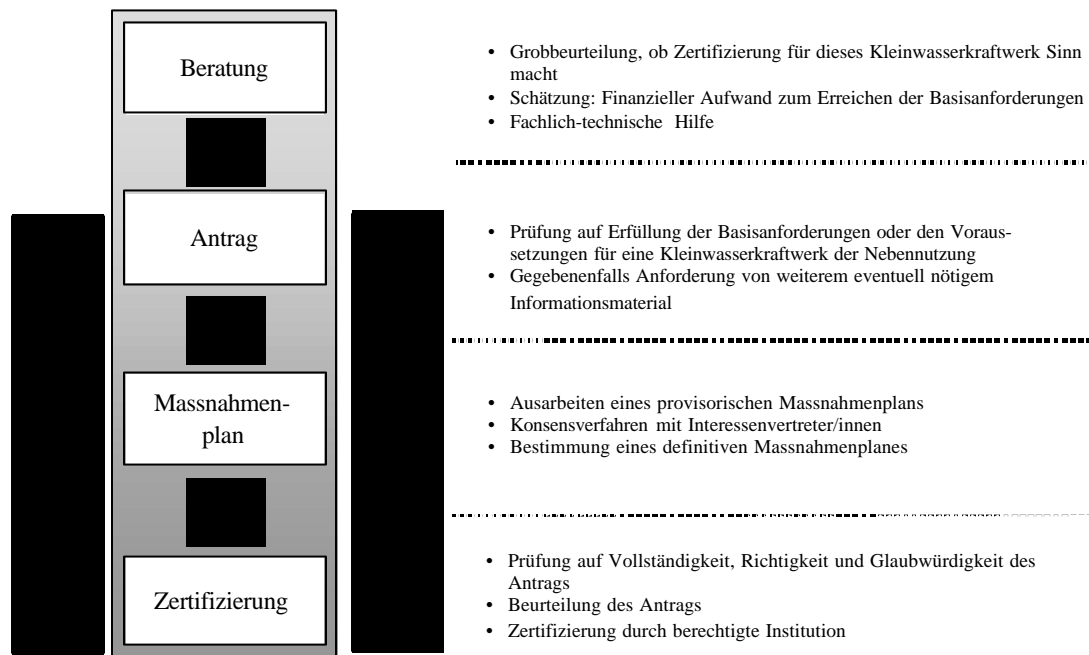 Beratung
• Grobbeurteilung, ob Zertifizierung für dieses Kleinwasserkraftwerk Sinn
macht
• Schätzung: Finanzieller Aufwand zum Erreichen der Basisanforderungen
• Fachlich-technische Hilfe
Antrag
• Prüfung auf Erfüllung der Basisanforderungen oder den Voraus-
setzungen für eine Kleinwasserkraftwerk der Nebennutzung
• Gegebenenfalls Anforderung von weiterem eventuell nötigem
Informationsmaterial
Massnahmen-
plan
• Ausarbeiten eines provisorischen Massnahmenplans
• Konsensverfahren mit Interessenvertreter/innen
• Bestimmung eines definitiven Massnahmenplanes
Zertifizierung
• Prüfung auf Vollständigkeit, Richtigkeit und Glaubwürdigkeit des
Antrags
• Beurteilung des Antrags
• Zertifizierung durch berechtigte Institution